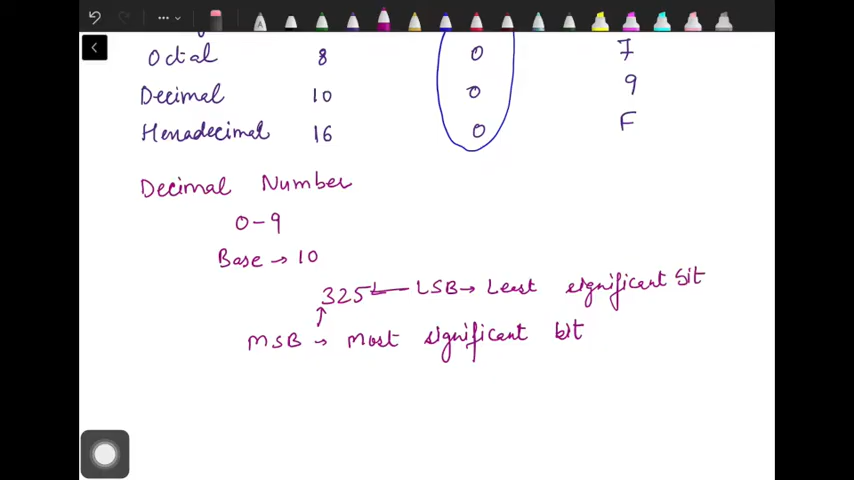 Octal 8 0 7
Decimal 10 0 9
Hexadecimal 16 0 F
Decimal Number
0-9
Base → 10
325 ← LSB → Least significant bit
MSB → Most significant bit